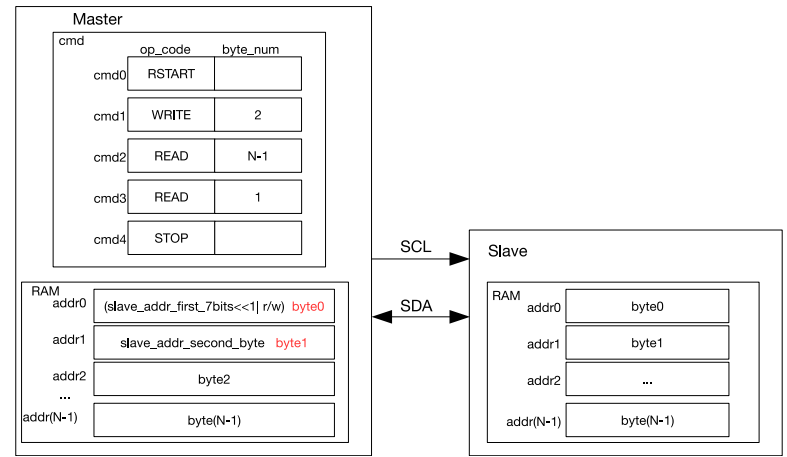 Master
cmd
op_code byte_num
cmd0 RSTART
cmd1 WRITE 2
cmd2 READ N-1
cmd3 READ 1
cmd4 STOP
RAM
addr0 (slave_addr_first_7bits<<1| r/w) byte0
addr1 slave_addr_second_byte byte1
addr2 byte2
...
addr(N-1) byte(N-1)
SCL
SDA
Slave
RAM
addr0 byte0
addr1 byte1
addr2 ...
addr(N-1) byte(N-1)